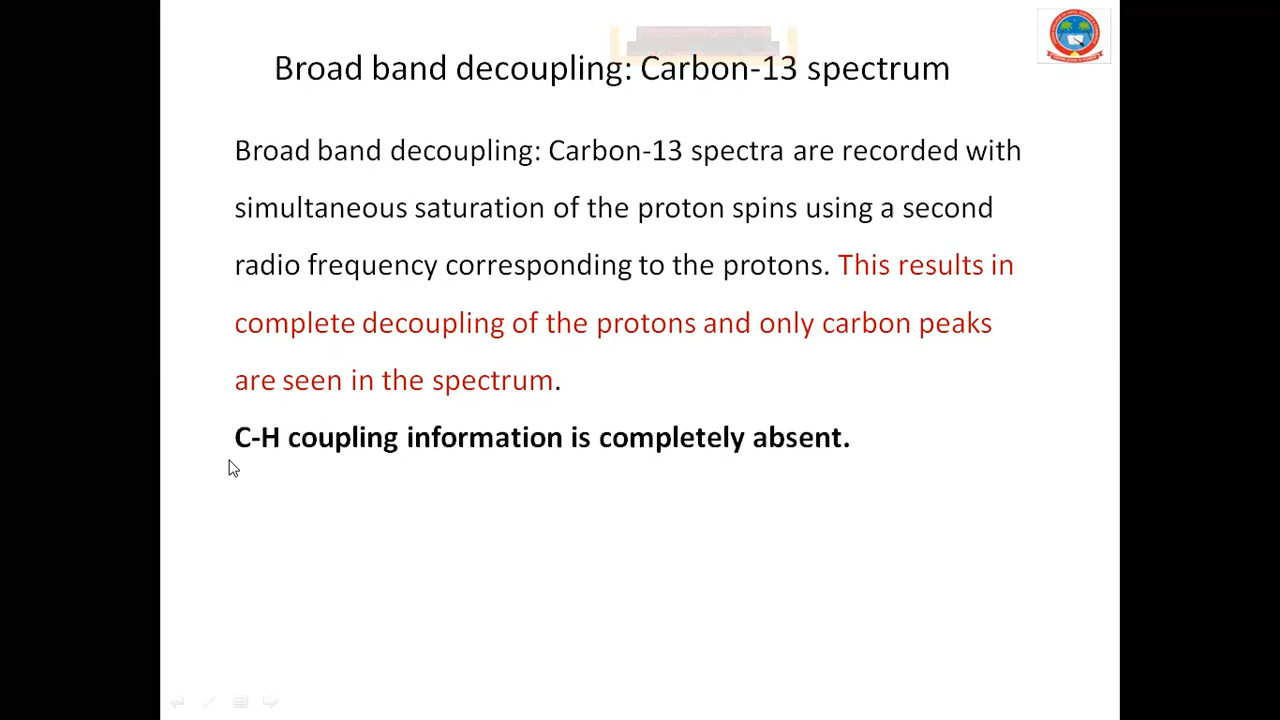 Broad band decoupling: Carbon-13 spectrum
Broad band decoupling: Carbon-13 spectra are recorded with
simultaneous saturation of the proton spins using a second
radio frequency corresponding to the protons. This results in
complete decoupling of the protons and only carbon peaks
are seen in the spectrum.
C-H coupling information is completely absent.